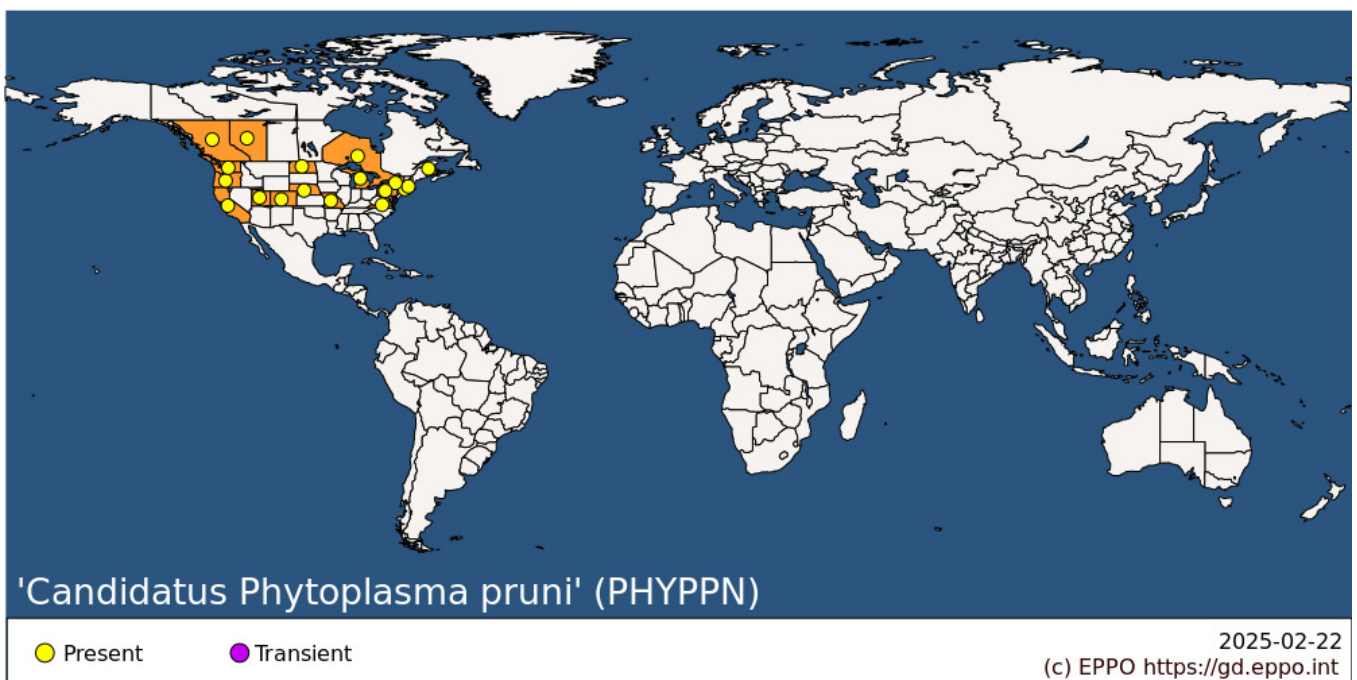 'Candidatus Phytoplasma pruni' (PHYPPN)
Present
Transient
2025-02-22
(c) EPPO https://gd.eppo.int